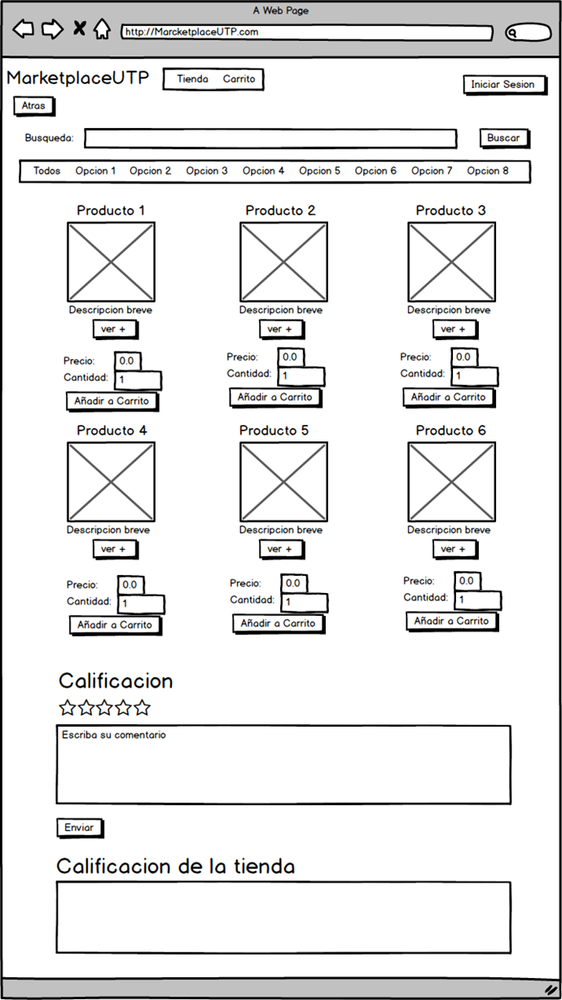 A Web Page
http://MarcketplaceUTP.com
MarketplaceUTP Tienda Carrito Iniciar Sesion
Atras
Busqueda: Buscar
Todos Opcion 1 Opcion 2 Opcion 3 Opcion 4 Opcion 5 Opcion 6 Opcion 7 Opcion 8
Producto 1 Producto 2 Producto 3
Descripcion breve Descripcion breve Descripcion breve
ver + ver + ver +
Precio: 0.0 Precio: 0.0 Precio: 0.0
Cantidad: 1 Cantidad: 1 Cantidad: 1
Añadir a Carrito Añadir a Carrito Añadir a Carrito
Producto 4 Producto 5 Producto 6
Descripcion breve Descripcion breve Descripcion breve
ver + ver + ver +
Precio: 0.0 Precio: 0.0 Precio: 0.0
Cantidad: 1 Cantidad: 1 Cantidad: 1
Añadir a Carrito Añadir a Carrito Añadir a Carrito
Calificacion
Escriba su comentario
Enviar
Calificacion de la tienda